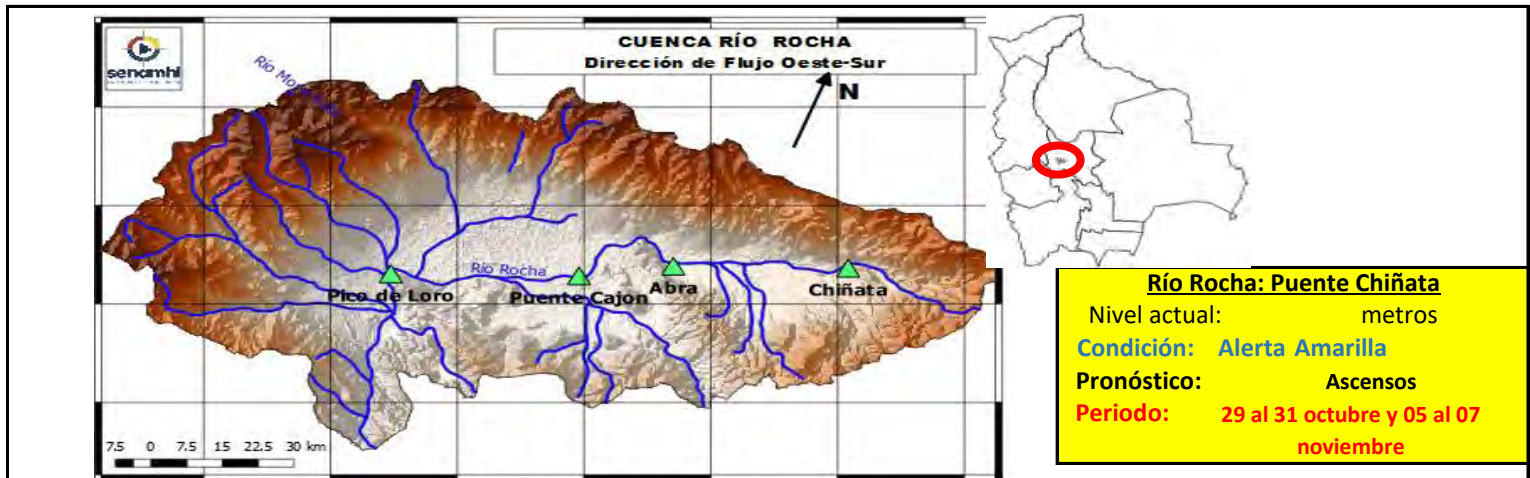 senamhi
CUENCA RÍO ROCHA
Dirección de Flujo Oeste-Sur
N
Río Rocha
Pico de Loro
Puente Cajon
Abra
Chiñata
7.5 0 7.5 15 22.5 30 km
Río Rocha: Puente Chiñata
Nivel actual: metros
Condición: Alerta Amarilla
Pronóstico: Ascensos
Periodo: 29 al 31 octubre y 05 al 07
noviembre